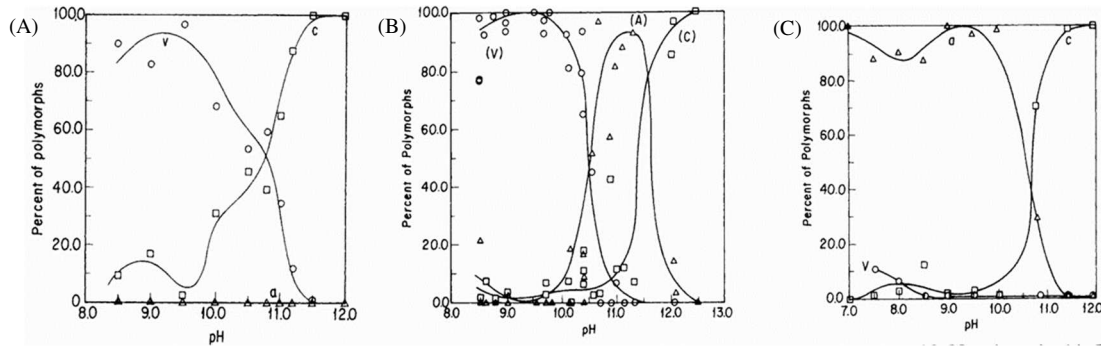 (A)
Percent of polymorphs
100.0
80.0
60.0
40.0
20.0
0
v
c
a
8.0 9.0 10.0 11.0 12.0
pH
(B)
Percent of Polymorphs
100.0
80.0
60.0
40.0
20.0
0.0
(V)
(A)
(C)
8.0 9.0 10.0 11.0 12.0 13.0
pH
(C)
Percent of Polymorphs
100.0
80.0
60.0
40.0
20.0
0.0
a
c
V
7.0 8.0 9.0 10.0 11.0 12.0
pH